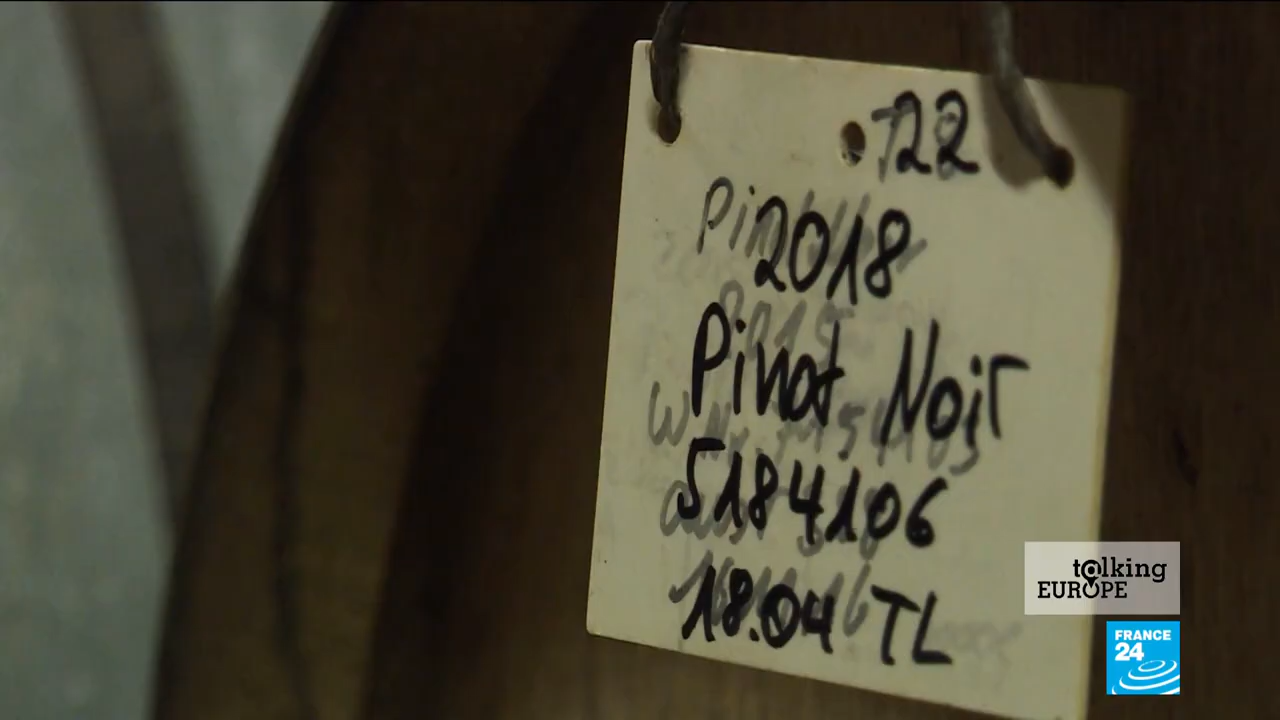 T22
2018
Pinot Noir
5184106
18.04 TL
talking
EUROPE
FRANCE
24